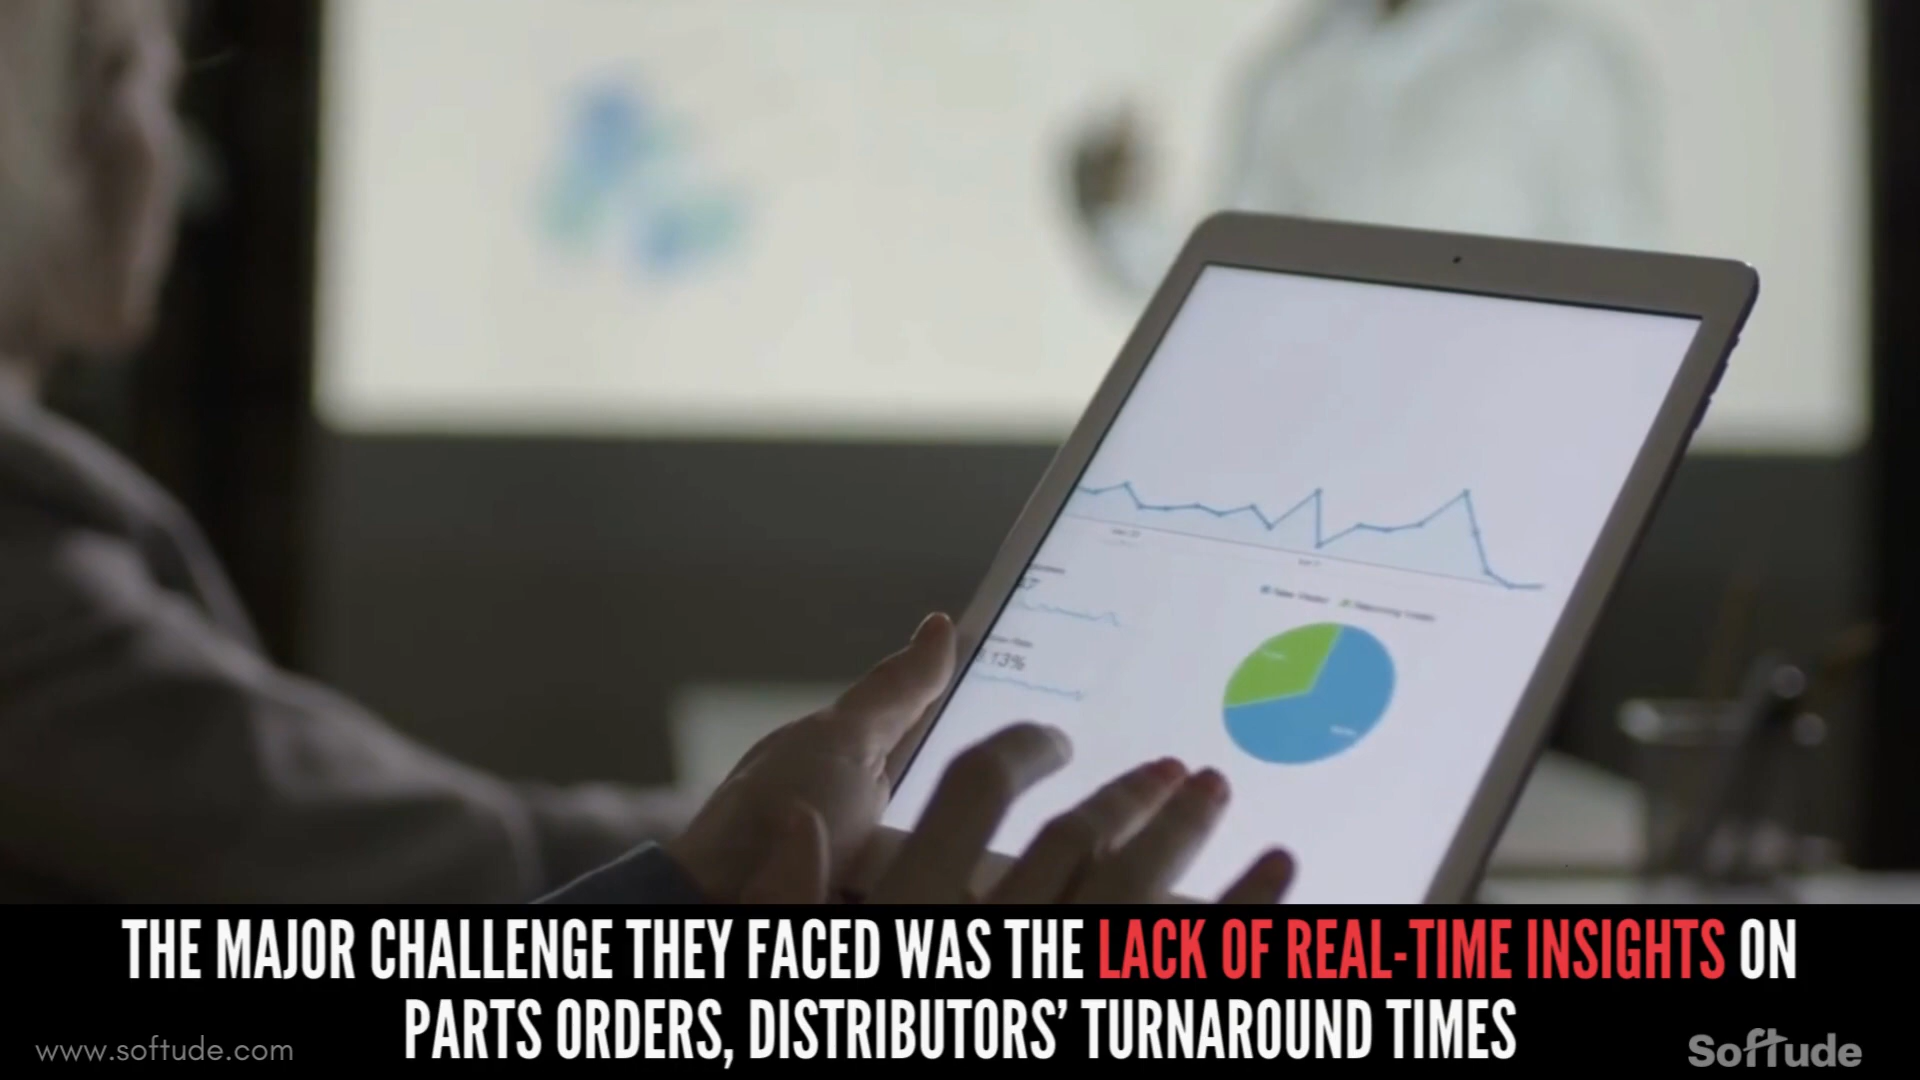 .13%
THE MAJOR CHALLENGE THEY FACED WAS THE LACK OF REAL-TIME INSIGHTS ON
PARTS ORDERS, DISTRIBUTORS’ TURNAROUND TIMES
www.softude.com
Softude